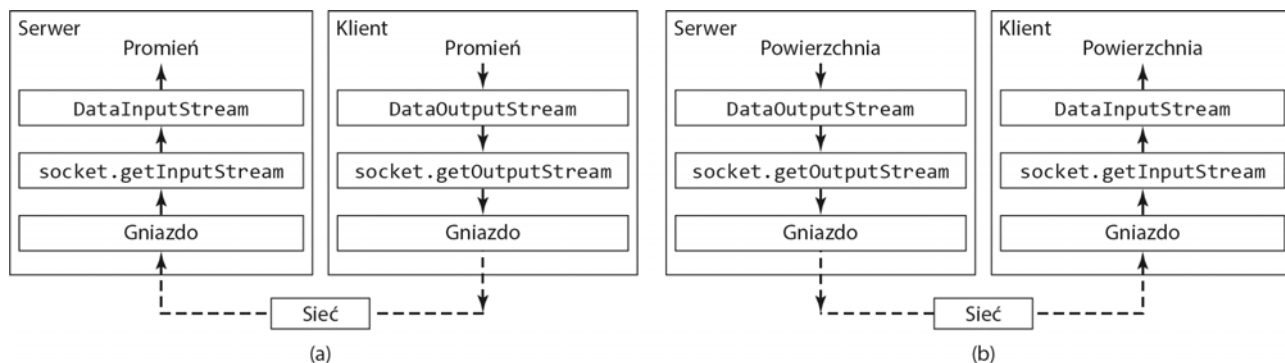 Serwer
Promień
DataInputStream
socket.getInputStream
Gniazdo
Klient
Promień
DataOutputStream
socket.getOutputStream
Gniazdo
Sieć
(a)
Serwer
Powierzchnia
DataOutputStream
socket.getOutputStream
Gniazdo
Klient
Powierzchnia
DataInputStream
socket.getInputStream
Gniazdo
Sieć
(b)